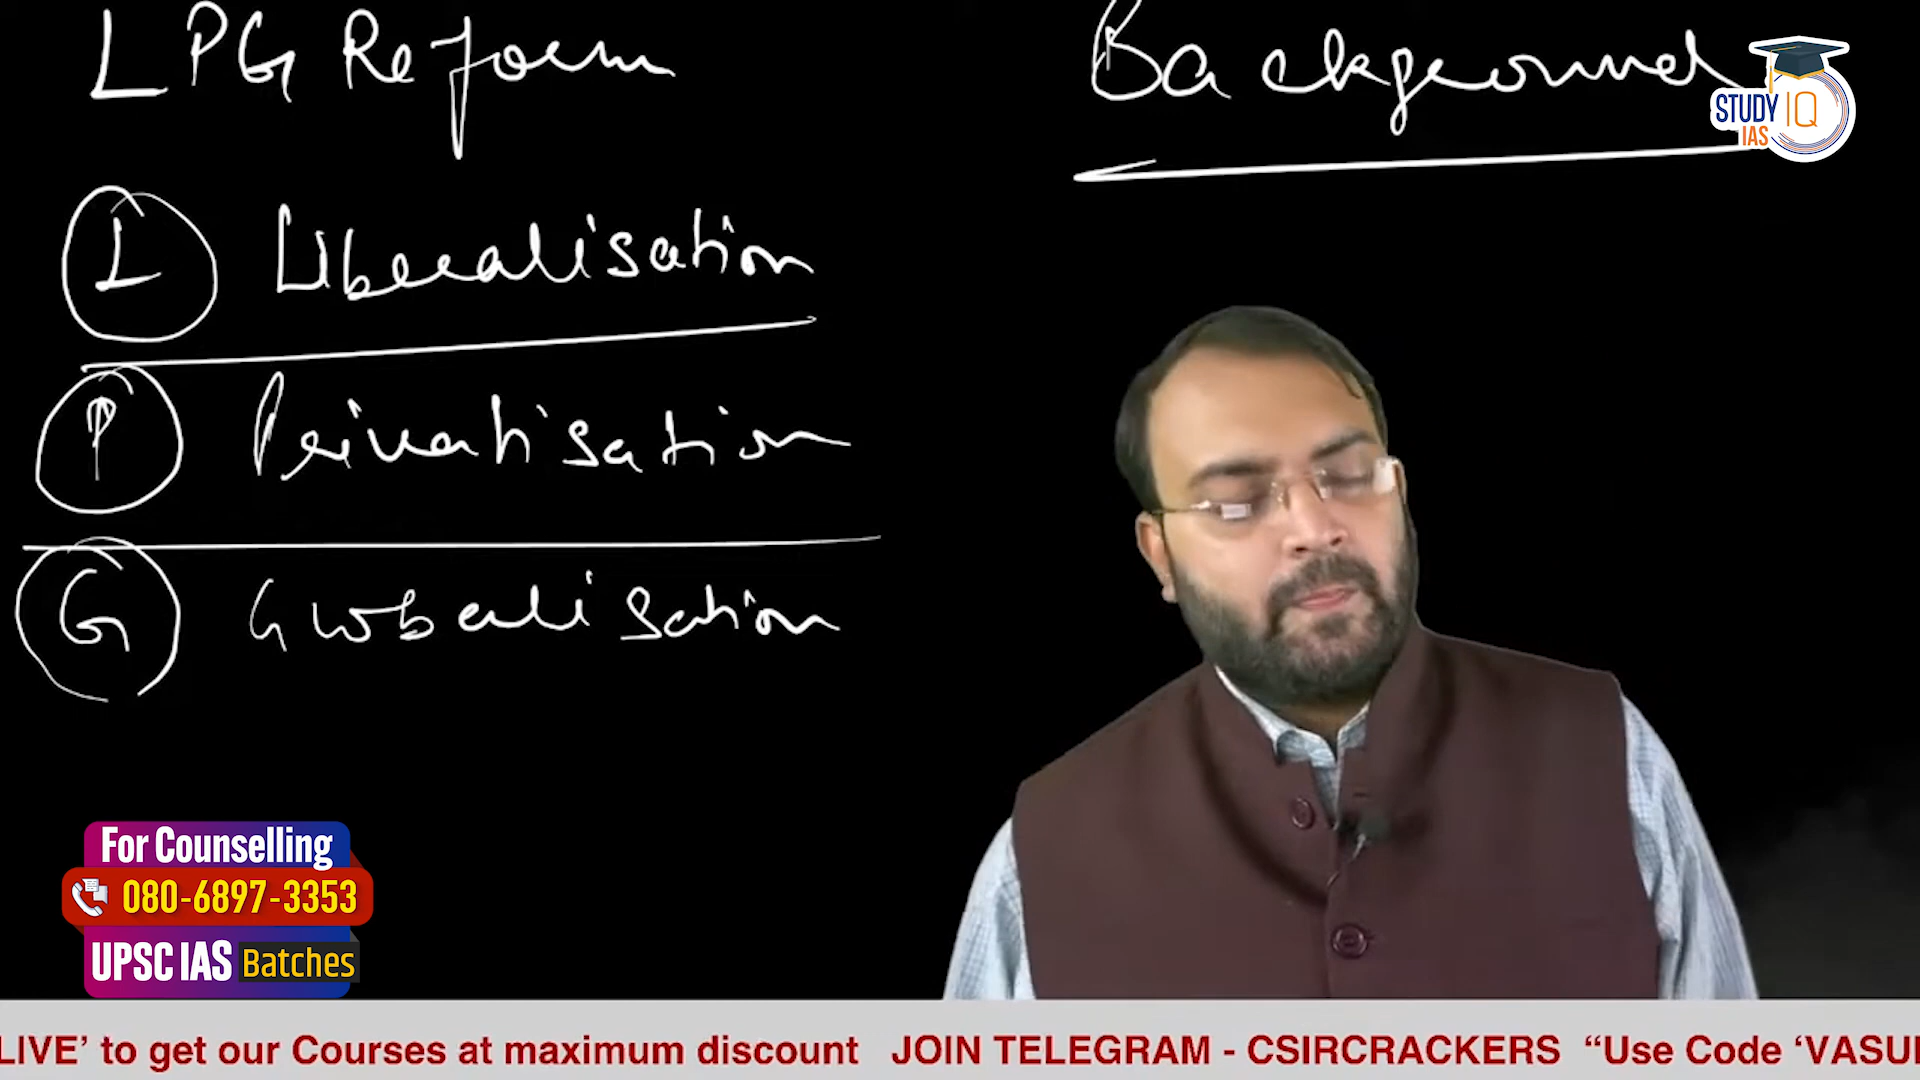 LPG Reform
Background
STUDY IQ
IAS
L Liberalisation
P Privatisation
G Globalisation
For Counselling
080-6897-3353
UPSC IAS Batches
LIVE’ to get our Courses at maximum discount JOIN TELEGRAM - CSIRCRACKERS “Use Code ‘VASUL